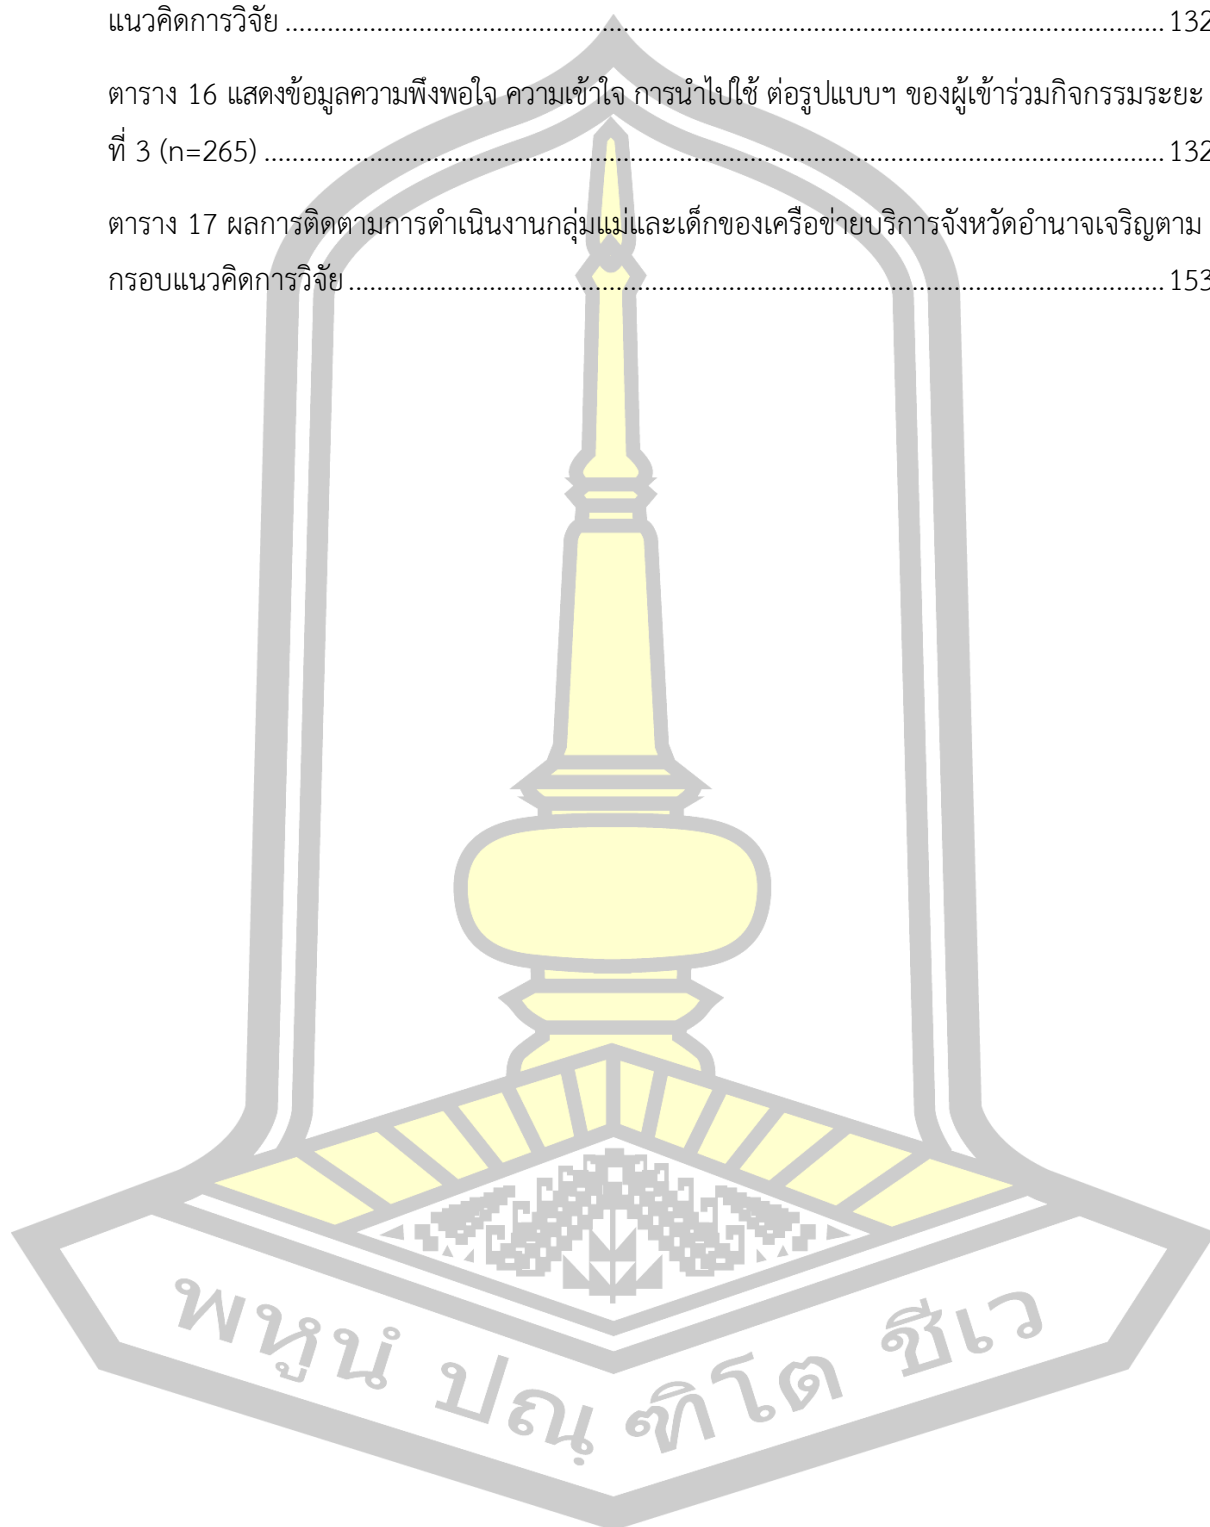 แนวคิดการวิจัย ........................................................................................................................ 132
ตาราง 16 แสดงข้อมูลความพึงพอใจ ความเข้าใจ การนำไปใช้ ต่อรูปแบบฯ ของผู้เข้าร่วมกิจกรรมระยะ
ที่ 3 (n=265) ........................................................................................................................... 132
ตาราง 17 ผลการติดตามการดำเนินงานกลุ่มแม่และเด็กของเครือข่ายบริการจังหวัดอำนาจเจริญตาม
กรอบแนวคิดการวิจัย ............................................................................................................... 153
พหูนํ ปณฺฑิโต ชีเว